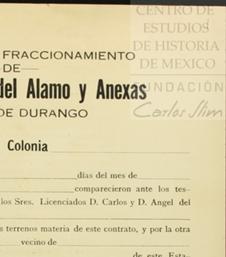 CENTRO DE
ESTUDIOS
DE HISTORIA
DE MEXICO
FUNDACIÓN
Carlos Slim
FRACCIONAMIENTO
DE
del Alamo y Anexas
DE DURANGO
Colonia
días del mes de
comparecieron ante los tes-
los Sres. Licenciados D. Carlos y D. Angel del
s terrenos materia de este contrato, y por la otra
vecino de
de este Esta-